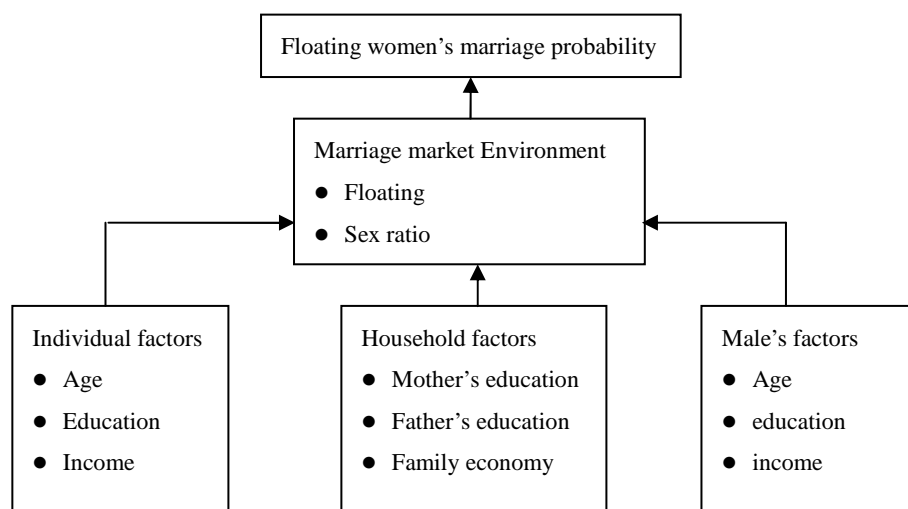 Floating women’s marriage probability
Marriage market Environment
● Floating
● Sex ratio
Individual factors
● Age
● Education
● Income
Household factors
● Mother’s education
● Father’s education
● Family economy
Male’s factors
● Age
● education
● income